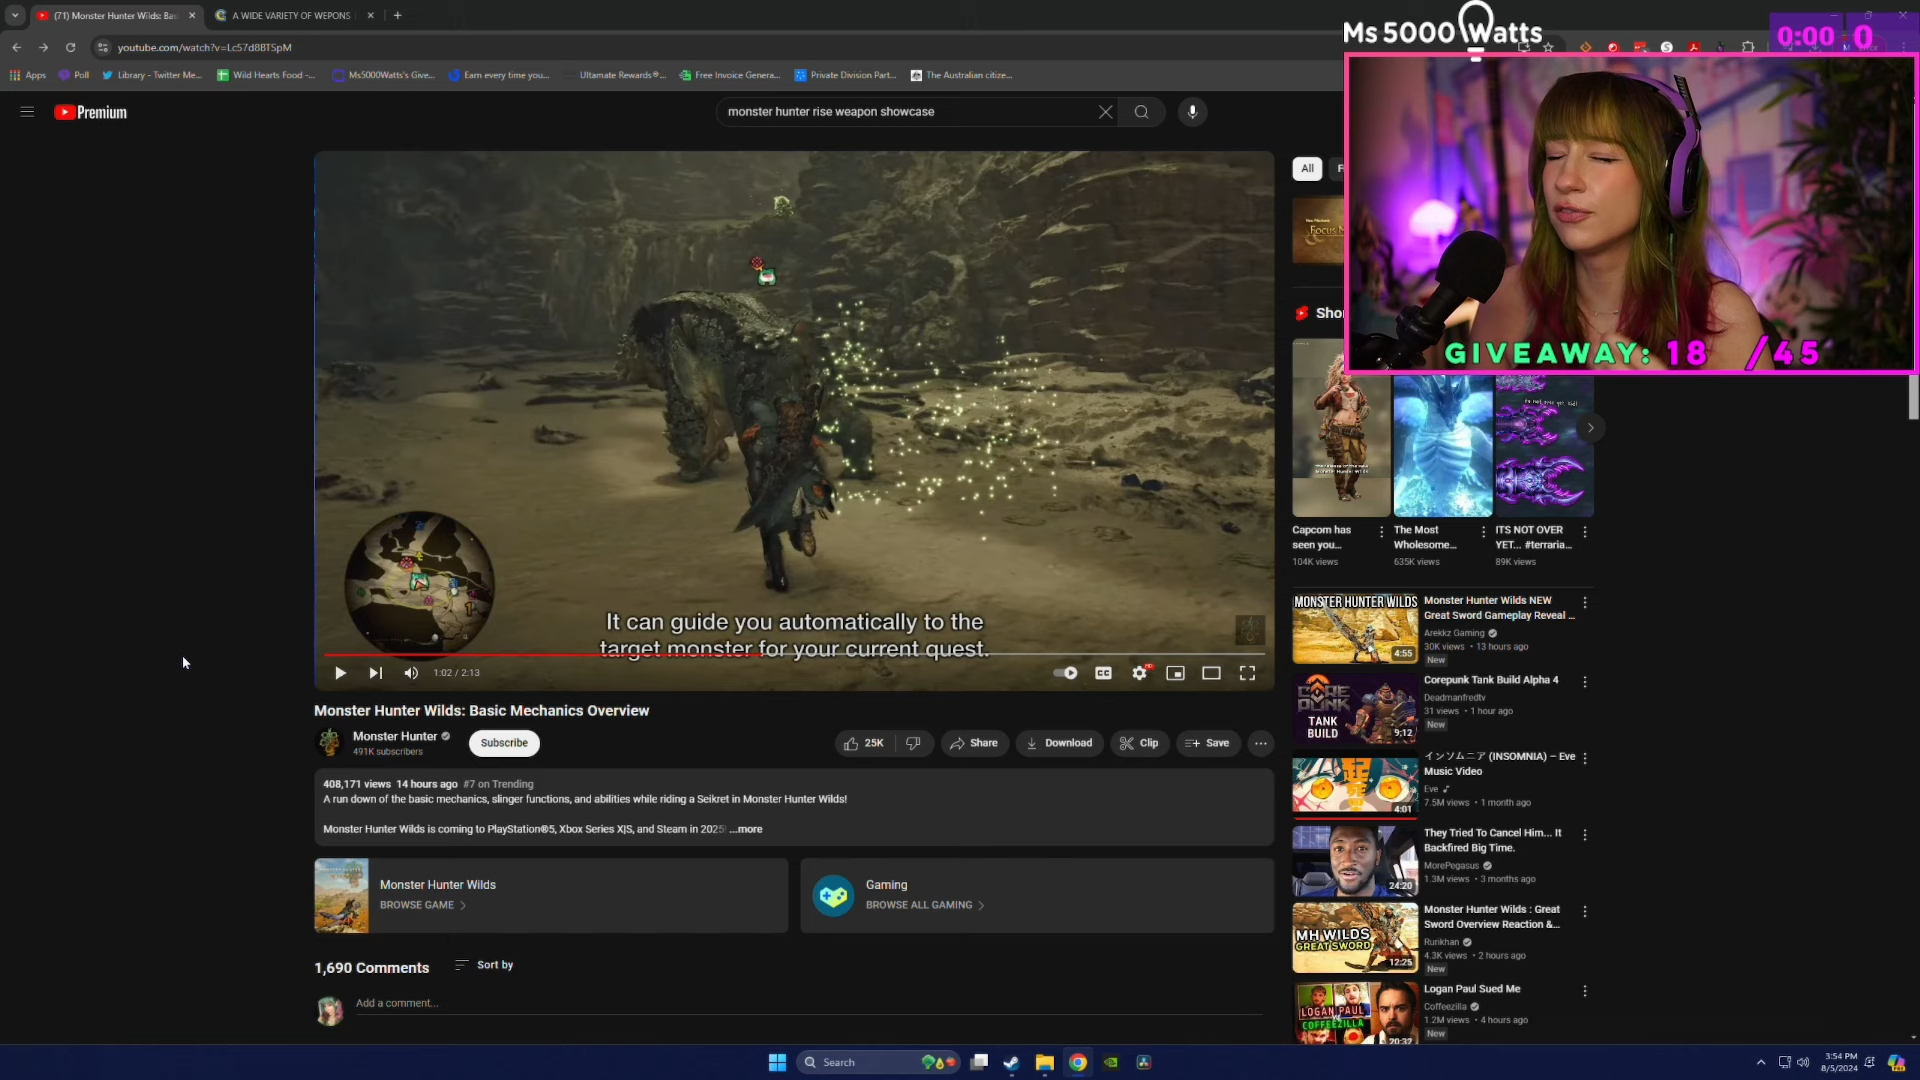 (71) Monster Hunter Wilds: Bas
A WIDE VARIETY OF WEPONS
youtube.com/watch?v=Lc57d88TSpM
Apps
Poll
Library - Twitter Me...
Wild Hearts Food -...
Ms5000Watts's Give...
Earn every time you...
Ultamate Rewards®...
Free Invoice Genera...
Private Division Part...
The Australian citize...
Ms 5000 Watts
0:00 0
Premium
monster hunter rise weapon showcase
All
Focus M
GIVEAWAY: 18 /45
Sho
It can guide you automatically to the
target monster for your current quest.
1:02 / 2:13
CC
HD
Capcom has
seen you...
104K views
The Most
Wholesome...
635K views
ITS NOT OVER
YET... #terraria...
89K views
Monster Hunter Wilds: Basic Mechanics Overview
Monster Hunter
491K subscribers
Subscribe
25K
Share
Download
Clip
Save
408,171 views 14 hours ago #7 on Trending
A run down of the basic mechanics, slinger functions, and abilities while riding a Seikret in Monster Hunter Wilds!
Monster Hunter Wilds is coming to PlayStation®5, Xbox Series X|S, and Steam in 2025! ...more
Monster Hunter Wilds
BROWSE GAME
Gaming
BROWSE ALL GAMING
1,690 Comments
Sort by
Add a comment...
MONSTER HUNTER WILDS
4:55
Monster Hunter Wilds NEW
Great Sword Gameplay Reveal ...
Arekkz Gaming
30K views • 13 hours ago
New
CORE PUNK
TANK
BUILD
9:12
Corepunk Tank Build Alpha 4
Deadmanfredtv
31 views • 1 hour ago
New
4:01
インソムニア (INSOMNIA) – Eve
Music Video
Eve
7.5M views • 1 month ago
24:20
They Tried To Cancel Him... It
Backfired Big Time.
MorePegasus
1.3M views • 3 months ago
MH WILDS
GREAT SWORD
12:25
Monster Hunter Wilds : Great
Sword Overview Reaction &...
Rurikhan
4.3K views • 2 hours ago
New
LOGAN PAUL
COFFEEZILLA
20:32
Logan Paul Sued Me
Coffeezilla
1.2M views • 4 hours ago
New
Search
3:54 PM
8/5/2024